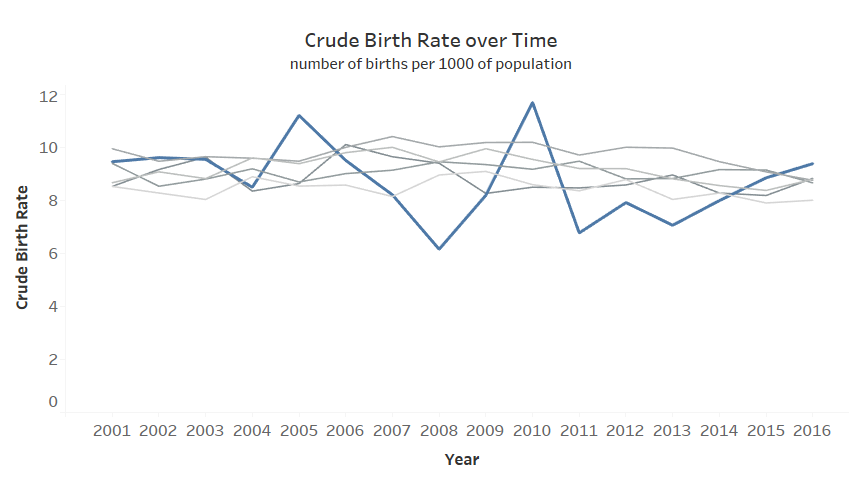 Crude Birth Rate over Time
number of births per 1000 of population
12
10
8
6
4
2
0
Crude Birth Rate
2001 2002 2003 2004 2005 2006 2007 2008 2009 2010 2011 2012 2013 2014 2015 2016
Year